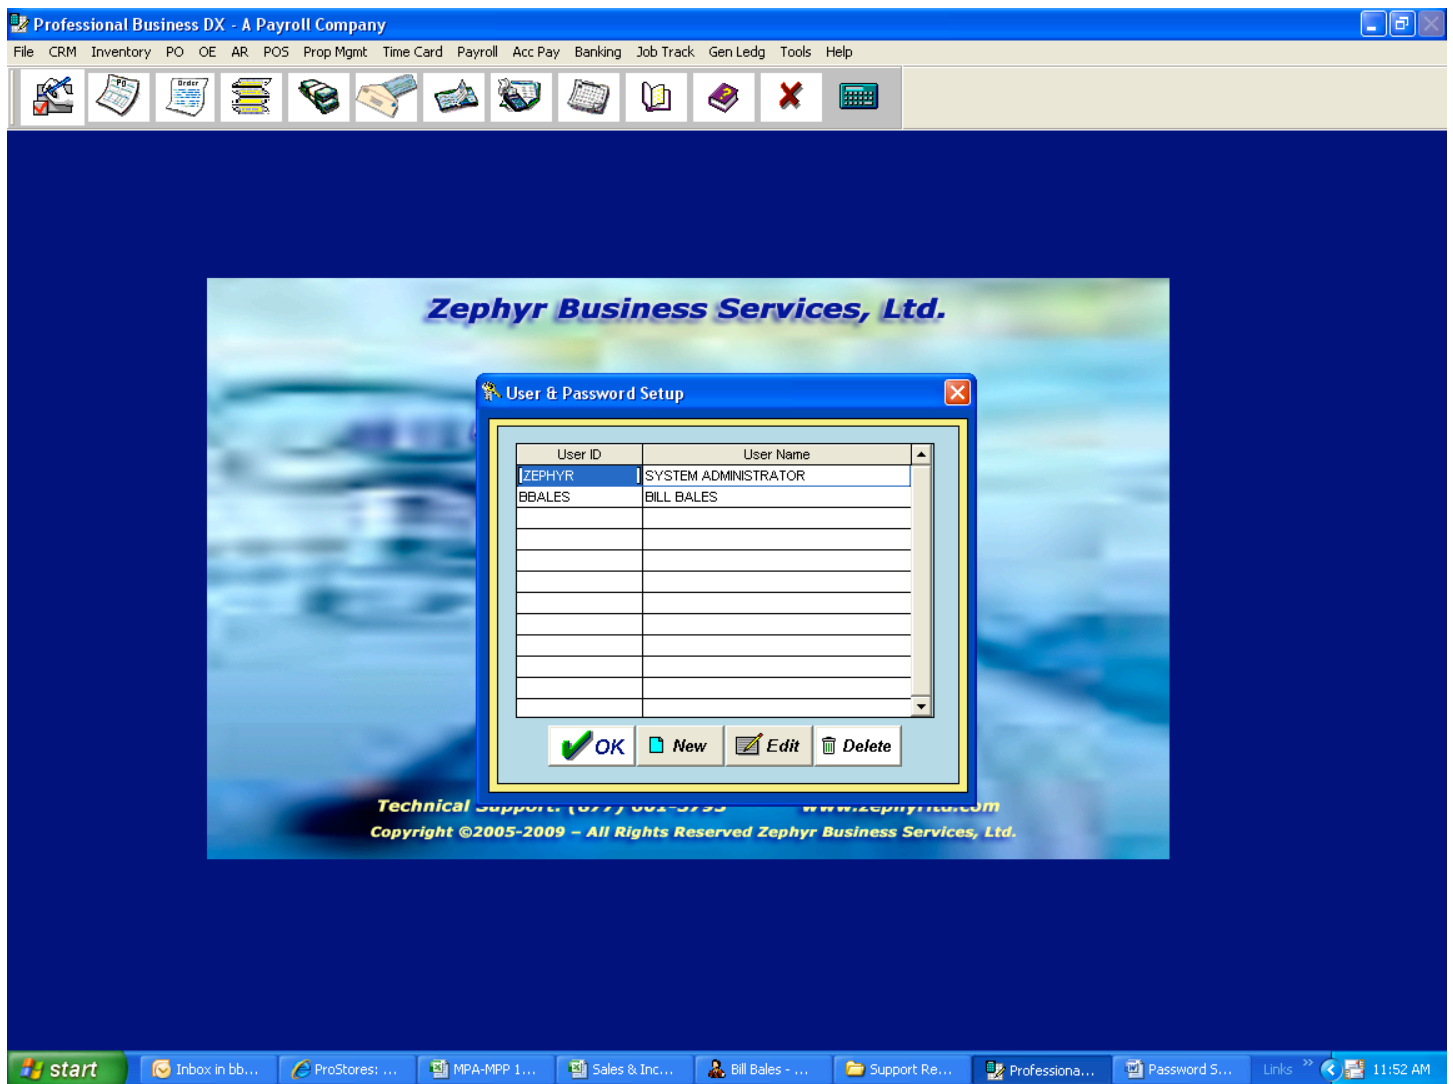 Professional Business DX - A Payroll Company
File CRM Inventory PO OE AR POS Prop Mgmt Time Card Payroll Acc Pay Banking Job Track Gen Ledg Tools Help
PO
Order
Zephyr Business Services, Ltd.
User & Password Setup
User ID User Name
ZEPHYR SYSTEM ADMINISTRATOR
BBALES BILL BALES
OK New Edit Delete
Technical
Copyright ©2005-2009 – All Rights Reserved Zephyr Business Services, Ltd.
start Inbox in bb... ProStores: ... MPA-MPP 1... Sales & Inc... Bill Bales - ... Support Re... Professiona... Password S... Links » 11:52 AM